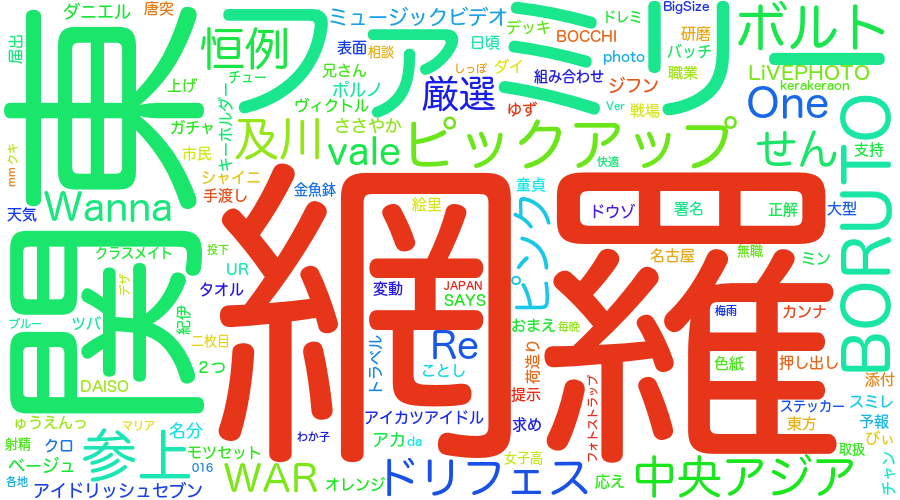 ダニエル
唐突
ミュージックビデオ
デッキ
ドレミ
BigSize
ボルト
届出
恒例
ファミリ
表面
相談
日頃
BOCCHI
研磨
photo
バッチ
LiVEPHOTO
kerakeraon
上げ
チュー
兄さん
しっぽ
ダイ
組み合わせ
職業
ポルノ
厳選
ジフン
One
ヴィクトル
ゆず
Ver
戦場
キーホルダー
ガチャ
及川
ささやか
ピックアップ
せん
BORUTO
mmクキ
市民
vale
快適
支持
シャイニ
手渡し
金魚鉢
童貞
東
天気
Wanna
絵里
ピンク
ドウゾ
署名
正解
大型
関
クラスメイト
投下
網羅
名古屋
無職
ミン
UR
デザ
タオル
変動
JAPAN
SAYS
紀伊
ブルー
ツバ
おまえ
毎晩
梅雨
カンナ
二枚目
トラベル
Re
荷造り
2つ
ことし
色紙
押し出し
DAISO
提示
フォトストラップ
添付
ゅうえんっ
マリア
名分
わか子
アイカツアイドル
求め
ステッカー
スミレ
東方
予報
射精
クロ
参上
アカ
da
びぃ
モツセット
取扱
ベージュ
016
女子高
各地
WAR
オレンジ
ドリフェス
応え
中央アジア
チャン
アイドリッシュセブン